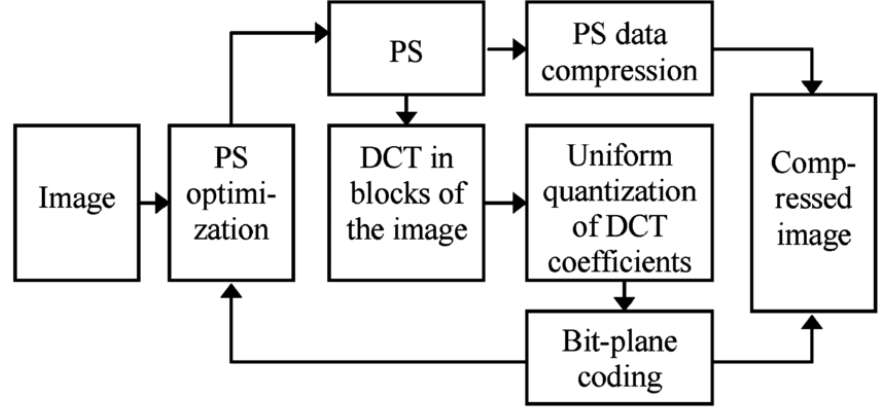 Image
PS
optimi-
zation
PS
PS data
compression
DCT in
blocks of
the image
Uniform
quantization
of DCT
coefficients
Bit-plane
coding
Comp-
ressed
image